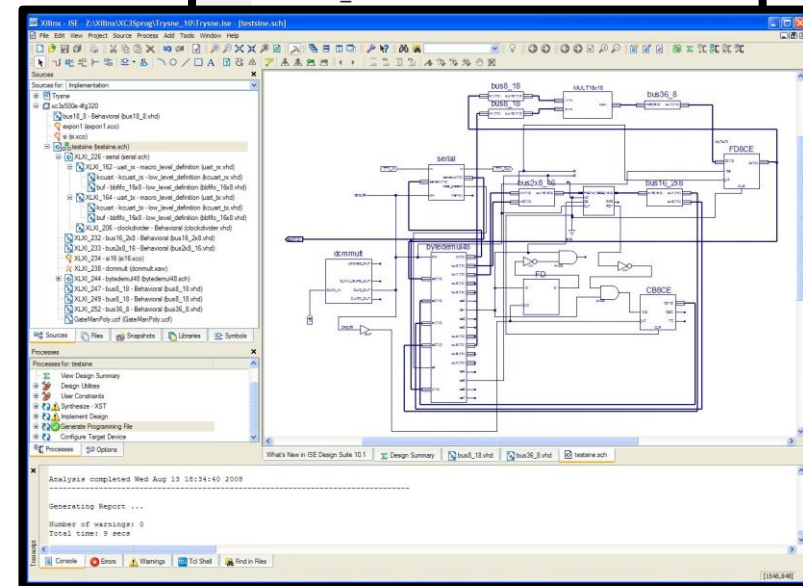 Xilinx - ISE - Z:\Xilinx\XC3Sprog\Trysne_10\Trysne.ise - [testsine.sch]
File Edit View Project Source Process Add Tools Window Help
Sources
Sources for: Implementation
Trysne
xc3s500e-4fg320
bus18_8 - Behavioral (bus18_8.vhd)
expon1 (expon1.xco)
si (si.xco)
testsine (testsine.sch)
XLXI_226 - serial (serial.sch)
XLXI_162 - uart_rx - macro_level_definition (uart_rx.vhd)
kcuart - kcuart_rx - low_level_definition (kcuart_rx.vhd)
buf - bbfifo_16x8 - low_level_definition (bbfifo_16x8.vhd)
XLXI_164 - uart_tx - macro_level_definition (uart_tx.vhd)
kcuart - kcuart_tx - low_level_definition (kcuart_tx.vhd)
buf - bbfifo_16x8 - low_level_definition (bbfifo_16x8.vhd)
XLXI_206 - clockdivider - Behavioral (clockdivider.vhd)
XLXI_232 - bus16_2x8 - Behavioral (bus16_2x8.vhd)
XLXI_233 - bus2x8_16 - Behavioral (bus2x8_16.vhd)
XLXI_234 - si16 (si16.xco)
XLXI_238 - dcmmult (dcmmult.xaw)
XLXI_244 - bytedemul48 (bytedemul48.sch)
XLXI_247 - bus8_18 - Behavioral (bus8_18.vhd)
XLXI_249 - bus8_18 - Behavioral (bus8_18.vhd)
XLXI_252 - bus36_8 - Behavioral (bus36_8.vhd)
GateManPoly.ucf (GateManPoly.ucf)
Sources Files Snapshots Libraries Symbols
Processes
Processes for: testsine
View Design Summary
Design Utilities
User Constraints
Synthesize - XST
Implement Design
Generate Programming File
Configure Target Device
Processes Options
bus8_18
MULT18x18
bus36_8
bus8_18
FD8CE
serial
bus2x8_16
bus16_2x8
bytedemul48
dcmmult
FD
CB8CE
What's New in ISE Design Suite 10.1 Design Summary bus8_18.vhd bus36_8.vhd testsine.sch
Analysis completed Wed Aug 13 18:34:40 2008
Generating Report ...
Number of warnings: 0
Total time: 9 secs
Transcript
Console Errors Warnings Tcl Shell Find in Files
[1548,848]